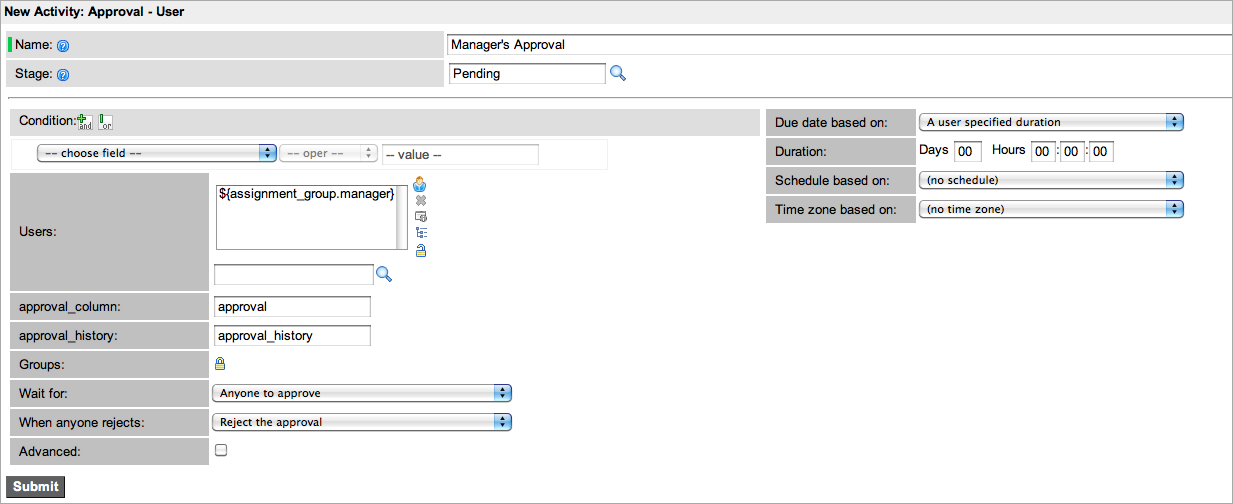 New Activity: Approval - User
Name: Manager's Approval
Stage: Pending
Condition: and or
-- choose field -- -- oper -- -- value --
Users: ${assignment_group.manager}
approval_column: approval
approval_history: approval_history
Groups:
Wait for: Anyone to approve
When anyone rejects: Reject the approval
Advanced:
Due date based on: A user specified duration
Duration: Days 00 Hours 00 : 00 : 00
Schedule based on: (no schedule)
Time zone based on: (no time zone)
Submit